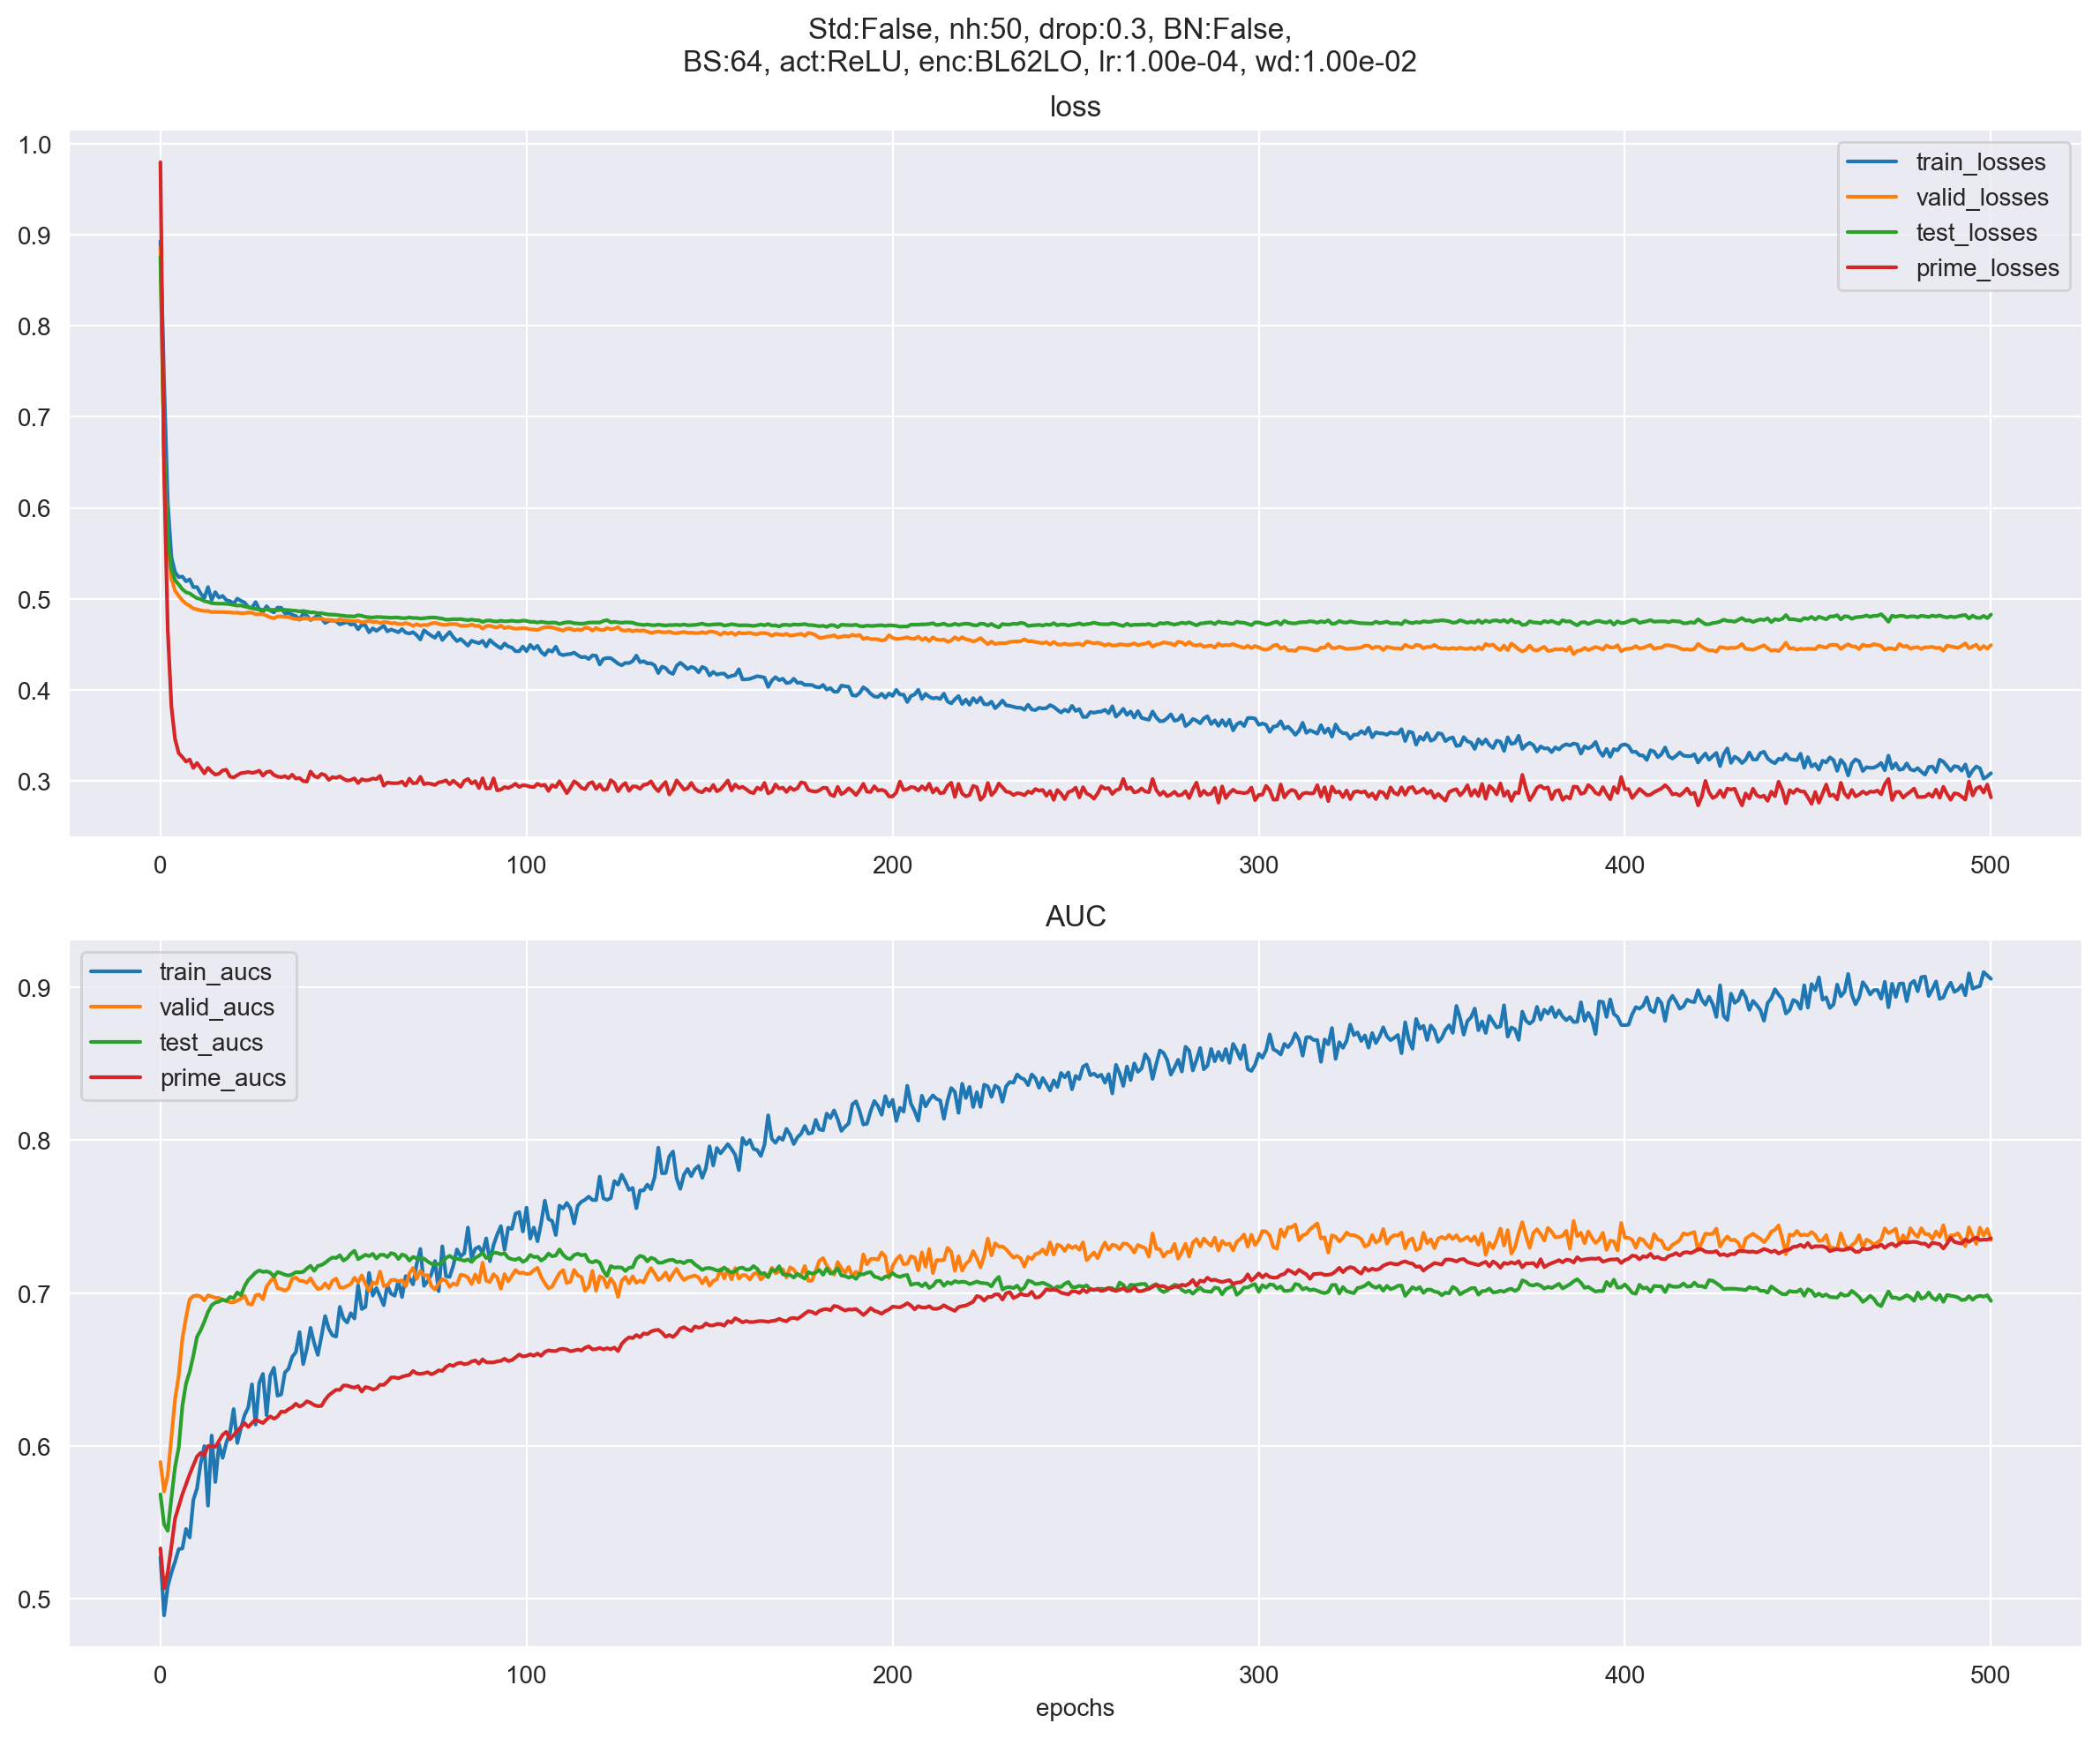 Std:False, nh:50, drop:0.3, BN:False,
BS:64, act:ReLU, enc:BL62LO, lr:1.00e-04, wd:1.00e-02
loss
1.0
0.9
0.8
0.7
0.6
0.5
0.4
0.3
train_losses
valid_losses
test_losses
prime_losses
0 100 200 300 400 500
AUC
0.9
0.8
0.7
0.6
0.5
train_aucs
valid_aucs
test_aucs
prime_aucs
0 100 200 300 400 500
epochs